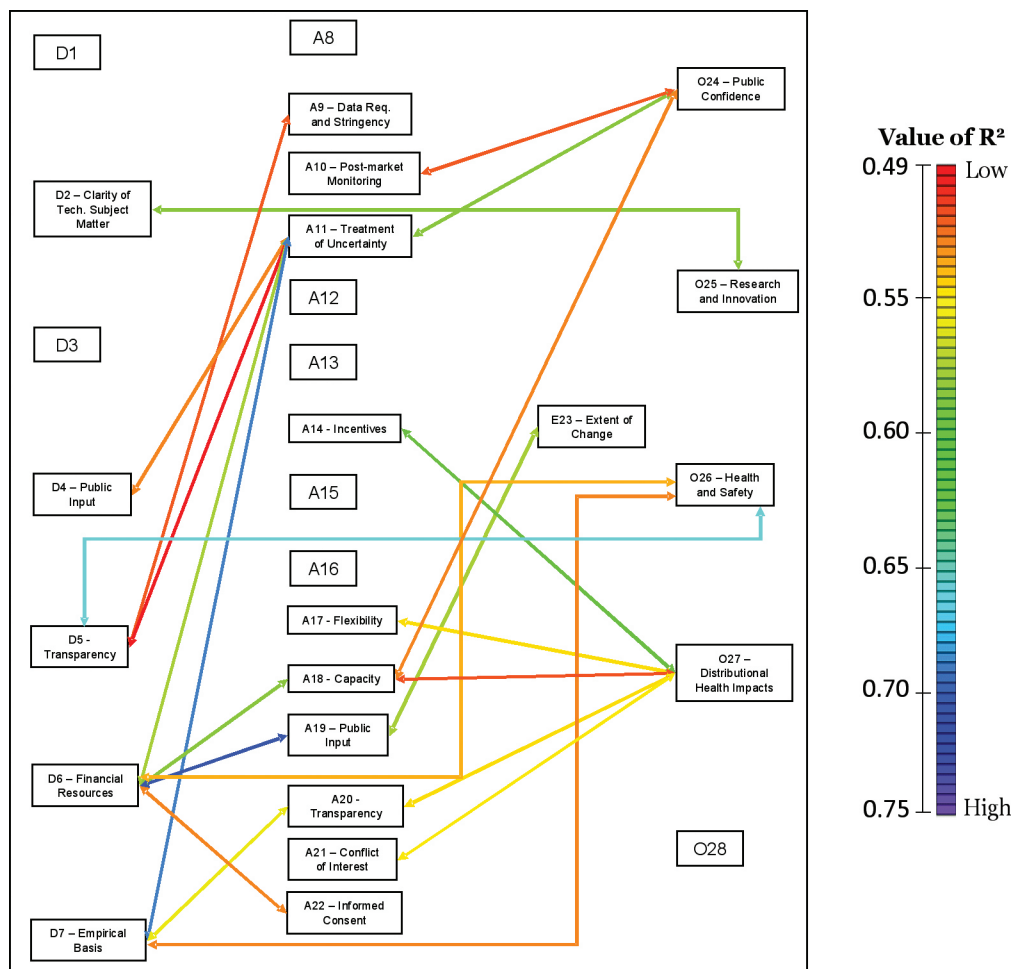 D1
A8
O24 – Public
Confidence
A9 – Data Req.
and Stringency
A10 – Post-market
Monitoring
D2 – Clarity of
Tech. Subject
Matter
A11 – Treatment
of Uncertainty
O25 – Research
and Innovation
A12
D3
A13
A14 - Incentives
E23 – Extent of
Change
D4 – Public
Input
A15
O26 – Health
and Safety
A16
A17 - Flexibility
D5 -
Transparency
A18 - Capacity
O27 –
Distributional
Health Impacts
A19 – Public
Input
D6 – Financial
Resources
A20 -
Transparency
A21 – Conflict
of Interest
O28
A22 – Informed
Consent
D7 – Empirical
Basis
Value of R²
0.49 Low
0.55
0.60
0.65
0.70
0.75 High